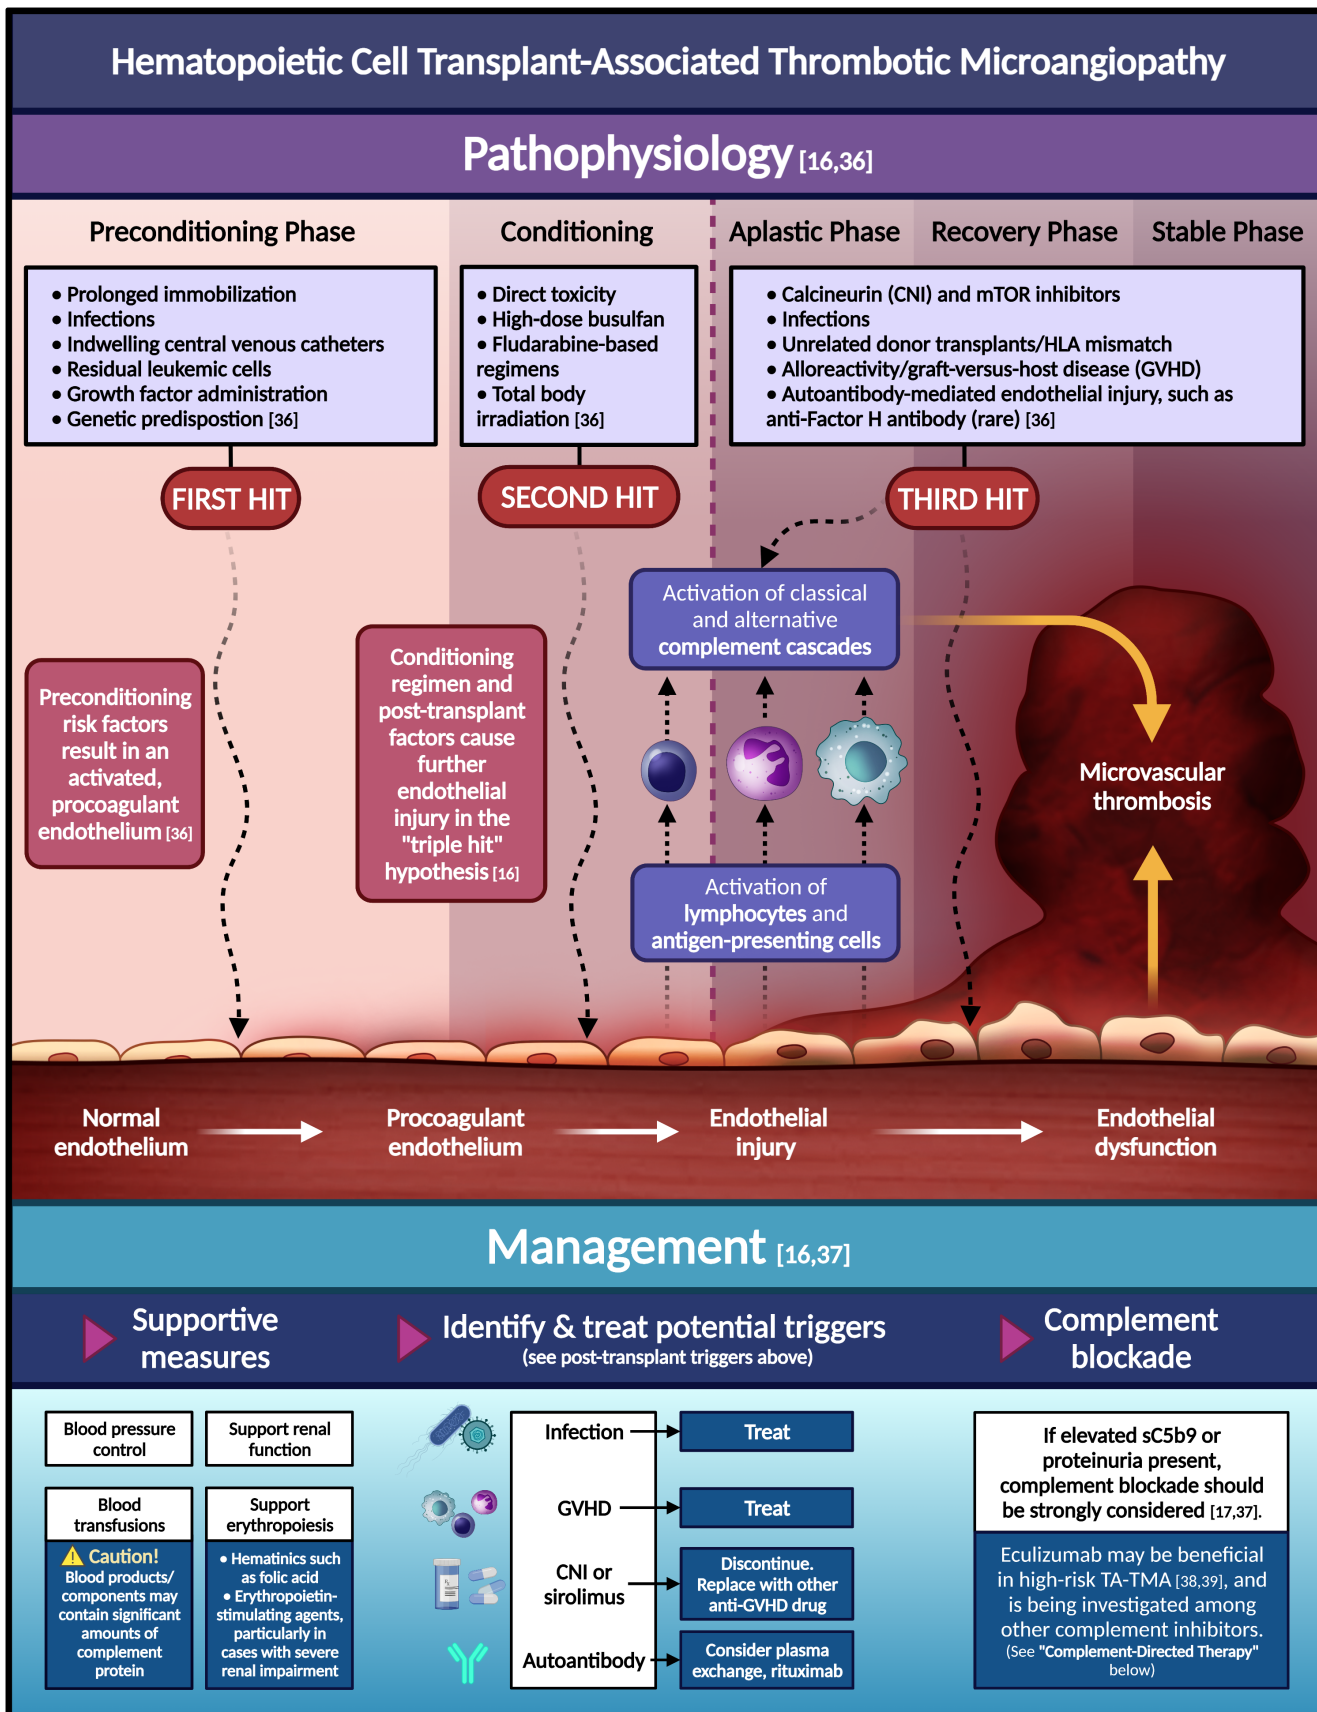 Hematopoietic Cell Transplant-Associated Thrombotic Microangiopathy
Pathophysiology [16,36]
Preconditioning Phase
Conditioning
Aplastic Phase
Recovery Phase
Stable Phase
• Prolonged immobilization
• Infections
• Indwelling central venous catheters
• Residual leukemic cells
• Growth factor administration
• Genetic predispostion [36]
• Direct toxicity
• High-dose busulfan
• Fludarabine-based
regimens
• Total body
irradiation [36]
• Calcineurin (CNI) and mTOR inhibitors
• Infections
• Unrelated donor transplants/HLA mismatch
• Alloreactivity/graft-versus-host disease (GVHD)
• Autoantibody-mediated endothelial injury, such as
anti-Factor H antibody (rare) [36]
FIRST HIT
SECOND HIT
THIRD HIT
Preconditioning
risk factors
result in an
activated,
procoagulant
endothelium [36]
Conditioning
regimen and
post-transplant
factors cause
further
endothelial
injury in the
"triple hit"
hypothesis [16]
Activation of classical
and alternative
complement cascades
Activation of
lymphocytes and
antigen-presenting cells
Microvascular
thrombosis
Normal
endothelium
Procoagulant
endothelium
Endothelial
injury
Endothelial
dysfunction
Management [16,37]
Supportive
measures
Identify & treat potential triggers
(see post-transplant triggers above)
Complement
blockade
Blood pressure
control
Support renal
function
Blood
transfusions
Caution!
Blood products/
components may
contain significant
amounts of
complement
protein
Support
erythropoiesis
• Hematinics such
as folic acid
• Erythropoietin-
stimulating agents,
particularly in
cases with severe
renal impairment
Infection
Treat
GVHD
Treat
CNI or
sirolimus
Discontinue.
Replace with other
anti-GVHD drug
Autoantibody
Consider plasma
exchange, rituximab
If elevated sC5b9 or
proteinuria present,
complement blockade should
be strongly considered [17,37].
Eculizumab may be beneficial
in high-risk TA-TMA [38,39], and
is being investigated among
other complement inhibitors.
(See "Complement-Directed Therapy"
below)